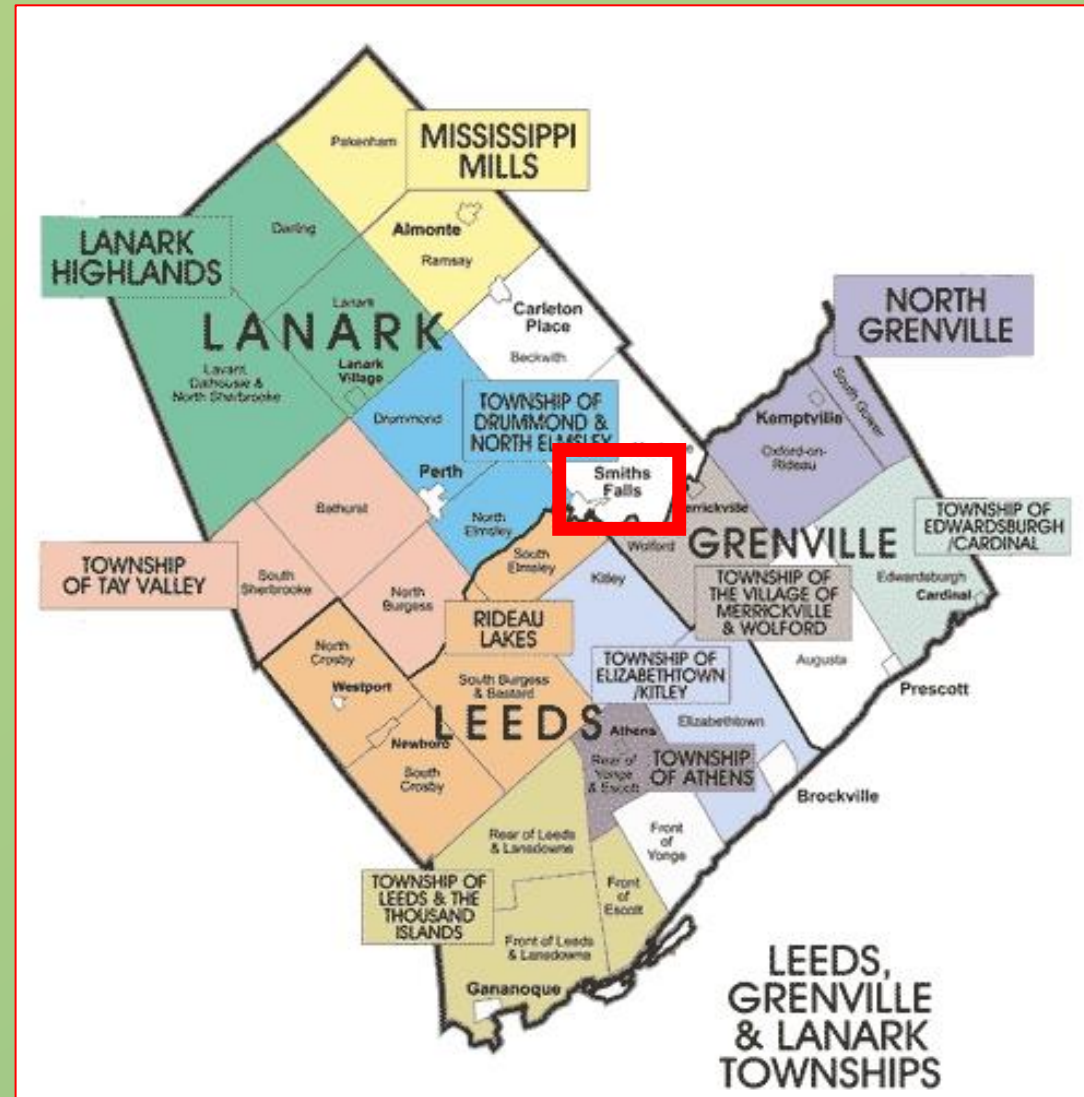 Pakenham
MISSISSIPPI
MILLS
Darling
Almonte
Ramsay
LANARK
HIGHLANDS
Lanark
LANARK
Carleton
Place
NORTH
GRENVILLE
Lavant
Dalhousie &
North Sherbrooke
Lanark
Village
Beckwith
South Gower
Drummond
TOWNSHIP OF
DRUMMOND &
NORTH ELMSLEY
Kemptville
Oxford-on-
Rideau
Perth
Smiths
Falls
errickville
Bathurst
North
Elmsley
TOWNSHIP OF
EDWARDSBURGH
/CARDINAL
Wolford
GRENVILLE
South
Elmsley
TOWNSHIP
OF TAY VALLEY
South
Sherbrooke
Kitley
North
Burgess
TOWNSHIP OF
THE VILLAGE OF
MERRICKVILLE
& WOLFORD
Edwardsburgh
Cardinal
RIDEAU
LAKES
North
Crosby
Westport
TOWNSHIP OF
ELIZABETHTOWN
/KITLEY
Augusta
Prescott
South Burgess
& Bastard
LEEDS
Elizabethtown
Newboro
Athens
Rear of
Yonge
& Escott
TOWNSHIP
OF ATHENS
South
Crosby
Brockville
Rear of Leeds
& Lansdowne
Front
of
Yonge
TOWNSHIP OF
LEEDS & THE
THOUSAND
ISLANDS
Front
of
Escott
Front of Leeds
& Lansdowne
Gananoque
LEEDS,
GRENVILLE
& LANARK
TOWNSHIPS